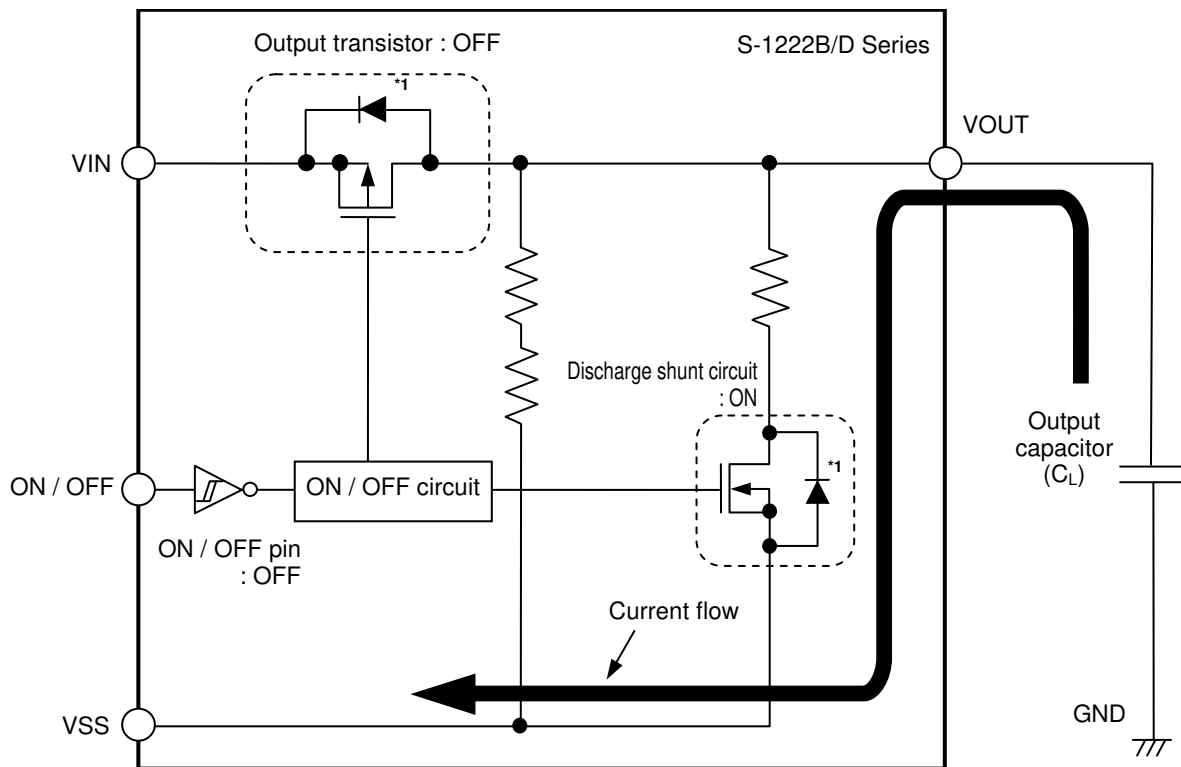 Output transistor : OFF
S-1222B/D Series
*1
VOUT
VIN
Discharge shunt circuit
: ON
*1
Output
capacitor
(CL)
ON / OFF
ON / OFF circuit
ON / OFF pin
: OFF
Current flow
VSS
GND